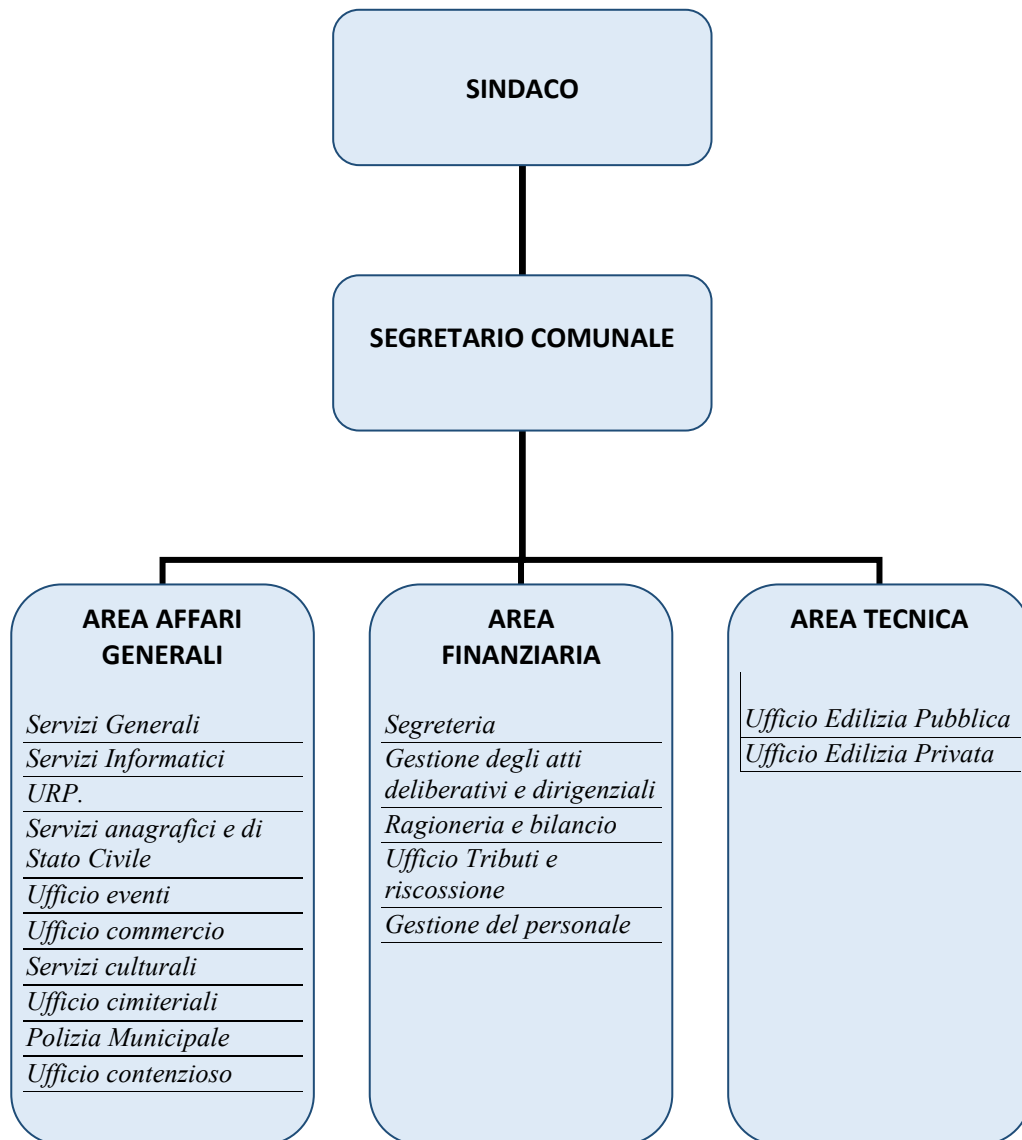 SINDACO
SEGRETARIO COMUNALE
AREA AFFARI
GENERALI
Servizi Generali
Servizi Informatici
URP.
Servizi anagrafici e di
Stato Civile
Ufficio eventi
Ufficio commercio
Servizi culturali
Ufficio cimiteriali
Polizia Municipale
Ufficio contenzioso
AREA
FINANZIARIA
Segreteria
Gestione degli atti
deliberativi e dirigenziali
Ragioneria e bilancio
Ufficio Tributi e
riscossione
Gestione del personale
AREA TECNICA
Ufficio Edilizia Pubblica
Ufficio Edilizia Privata